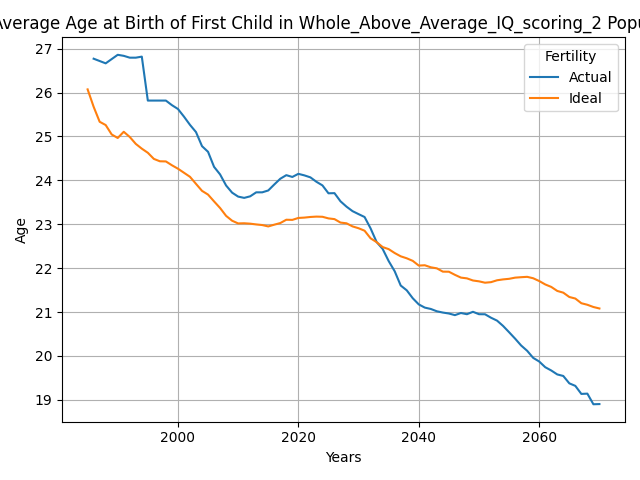 Average Age at Birth of First Child in Whole_Above_Average_IQ_scoring_2
Fertility
Actual
Ideal
27
26
25
24
23
22
21
20
19
Age
2000
2020
2040
2060
Years